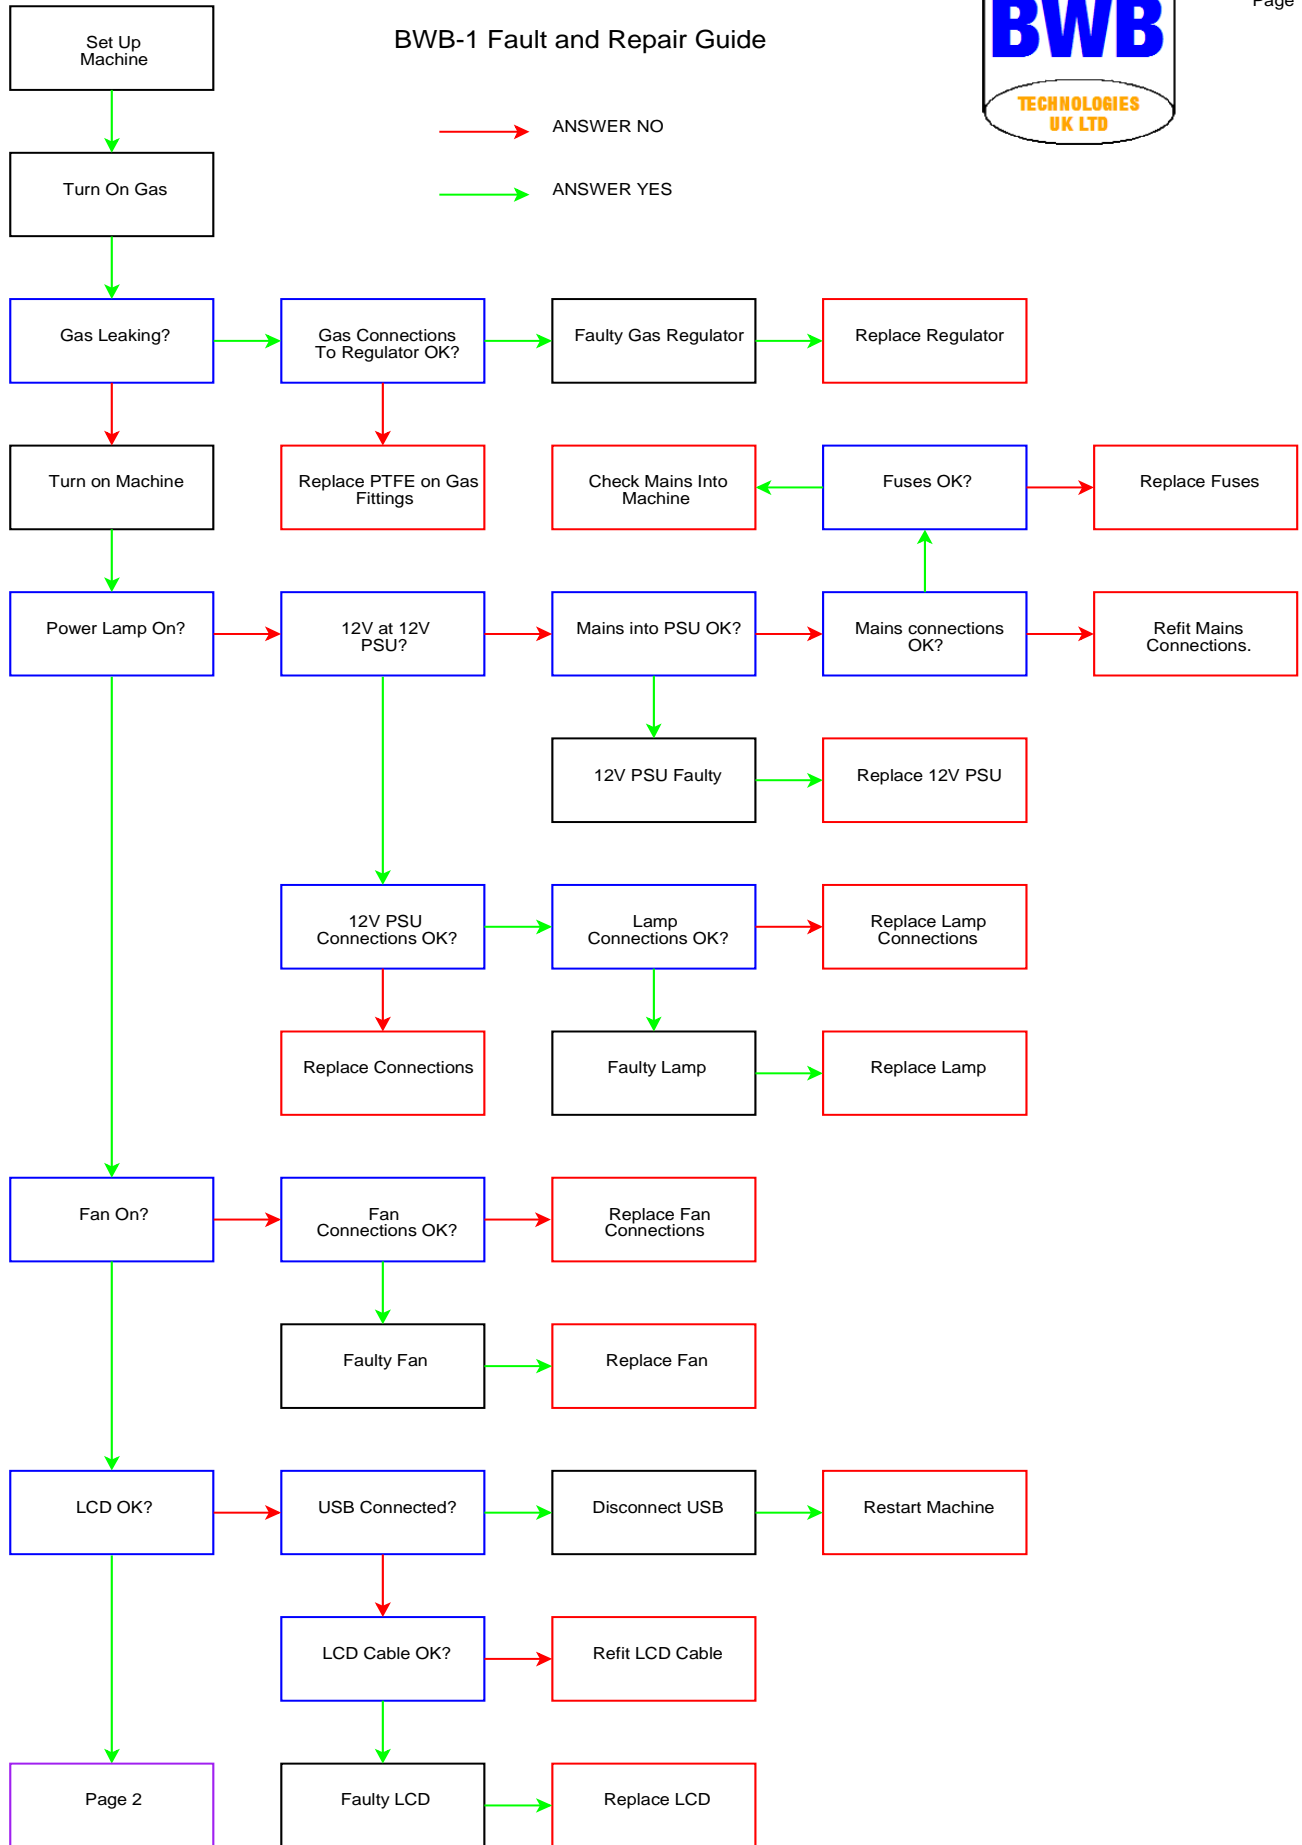 Page
BWB
TECHNOLOGIES
UK LTD
BWB-1 Fault and Repair Guide
ANSWER NO
ANSWER YES
Set Up
Machine
Turn On Gas
Gas Leaking?
Gas Connections
To Regulator OK?
Faulty Gas Regulator
Replace Regulator
Turn on Machine
Replace PTFE on Gas
Fittings
Check Mains Into
Machine
Fuses OK?
Replace Fuses
Power Lamp On?
12V at 12V
PSU?
Mains into PSU OK?
Mains connections
OK?
Refit Mains
Connections.
12V PSU Faulty
Replace 12V PSU
12V PSU
Connections OK?
Lamp
Connections OK?
Replace Lamp
Connections
Replace Connections
Faulty Lamp
Replace Lamp
Fan On?
Fan
Connections OK?
Replace Fan
Connections
Faulty Fan
Replace Fan
LCD OK?
USB Connected?
Disconnect USB
Restart Machine
LCD Cable OK?
Refit LCD Cable
Page 2
Faulty LCD
Replace LCD